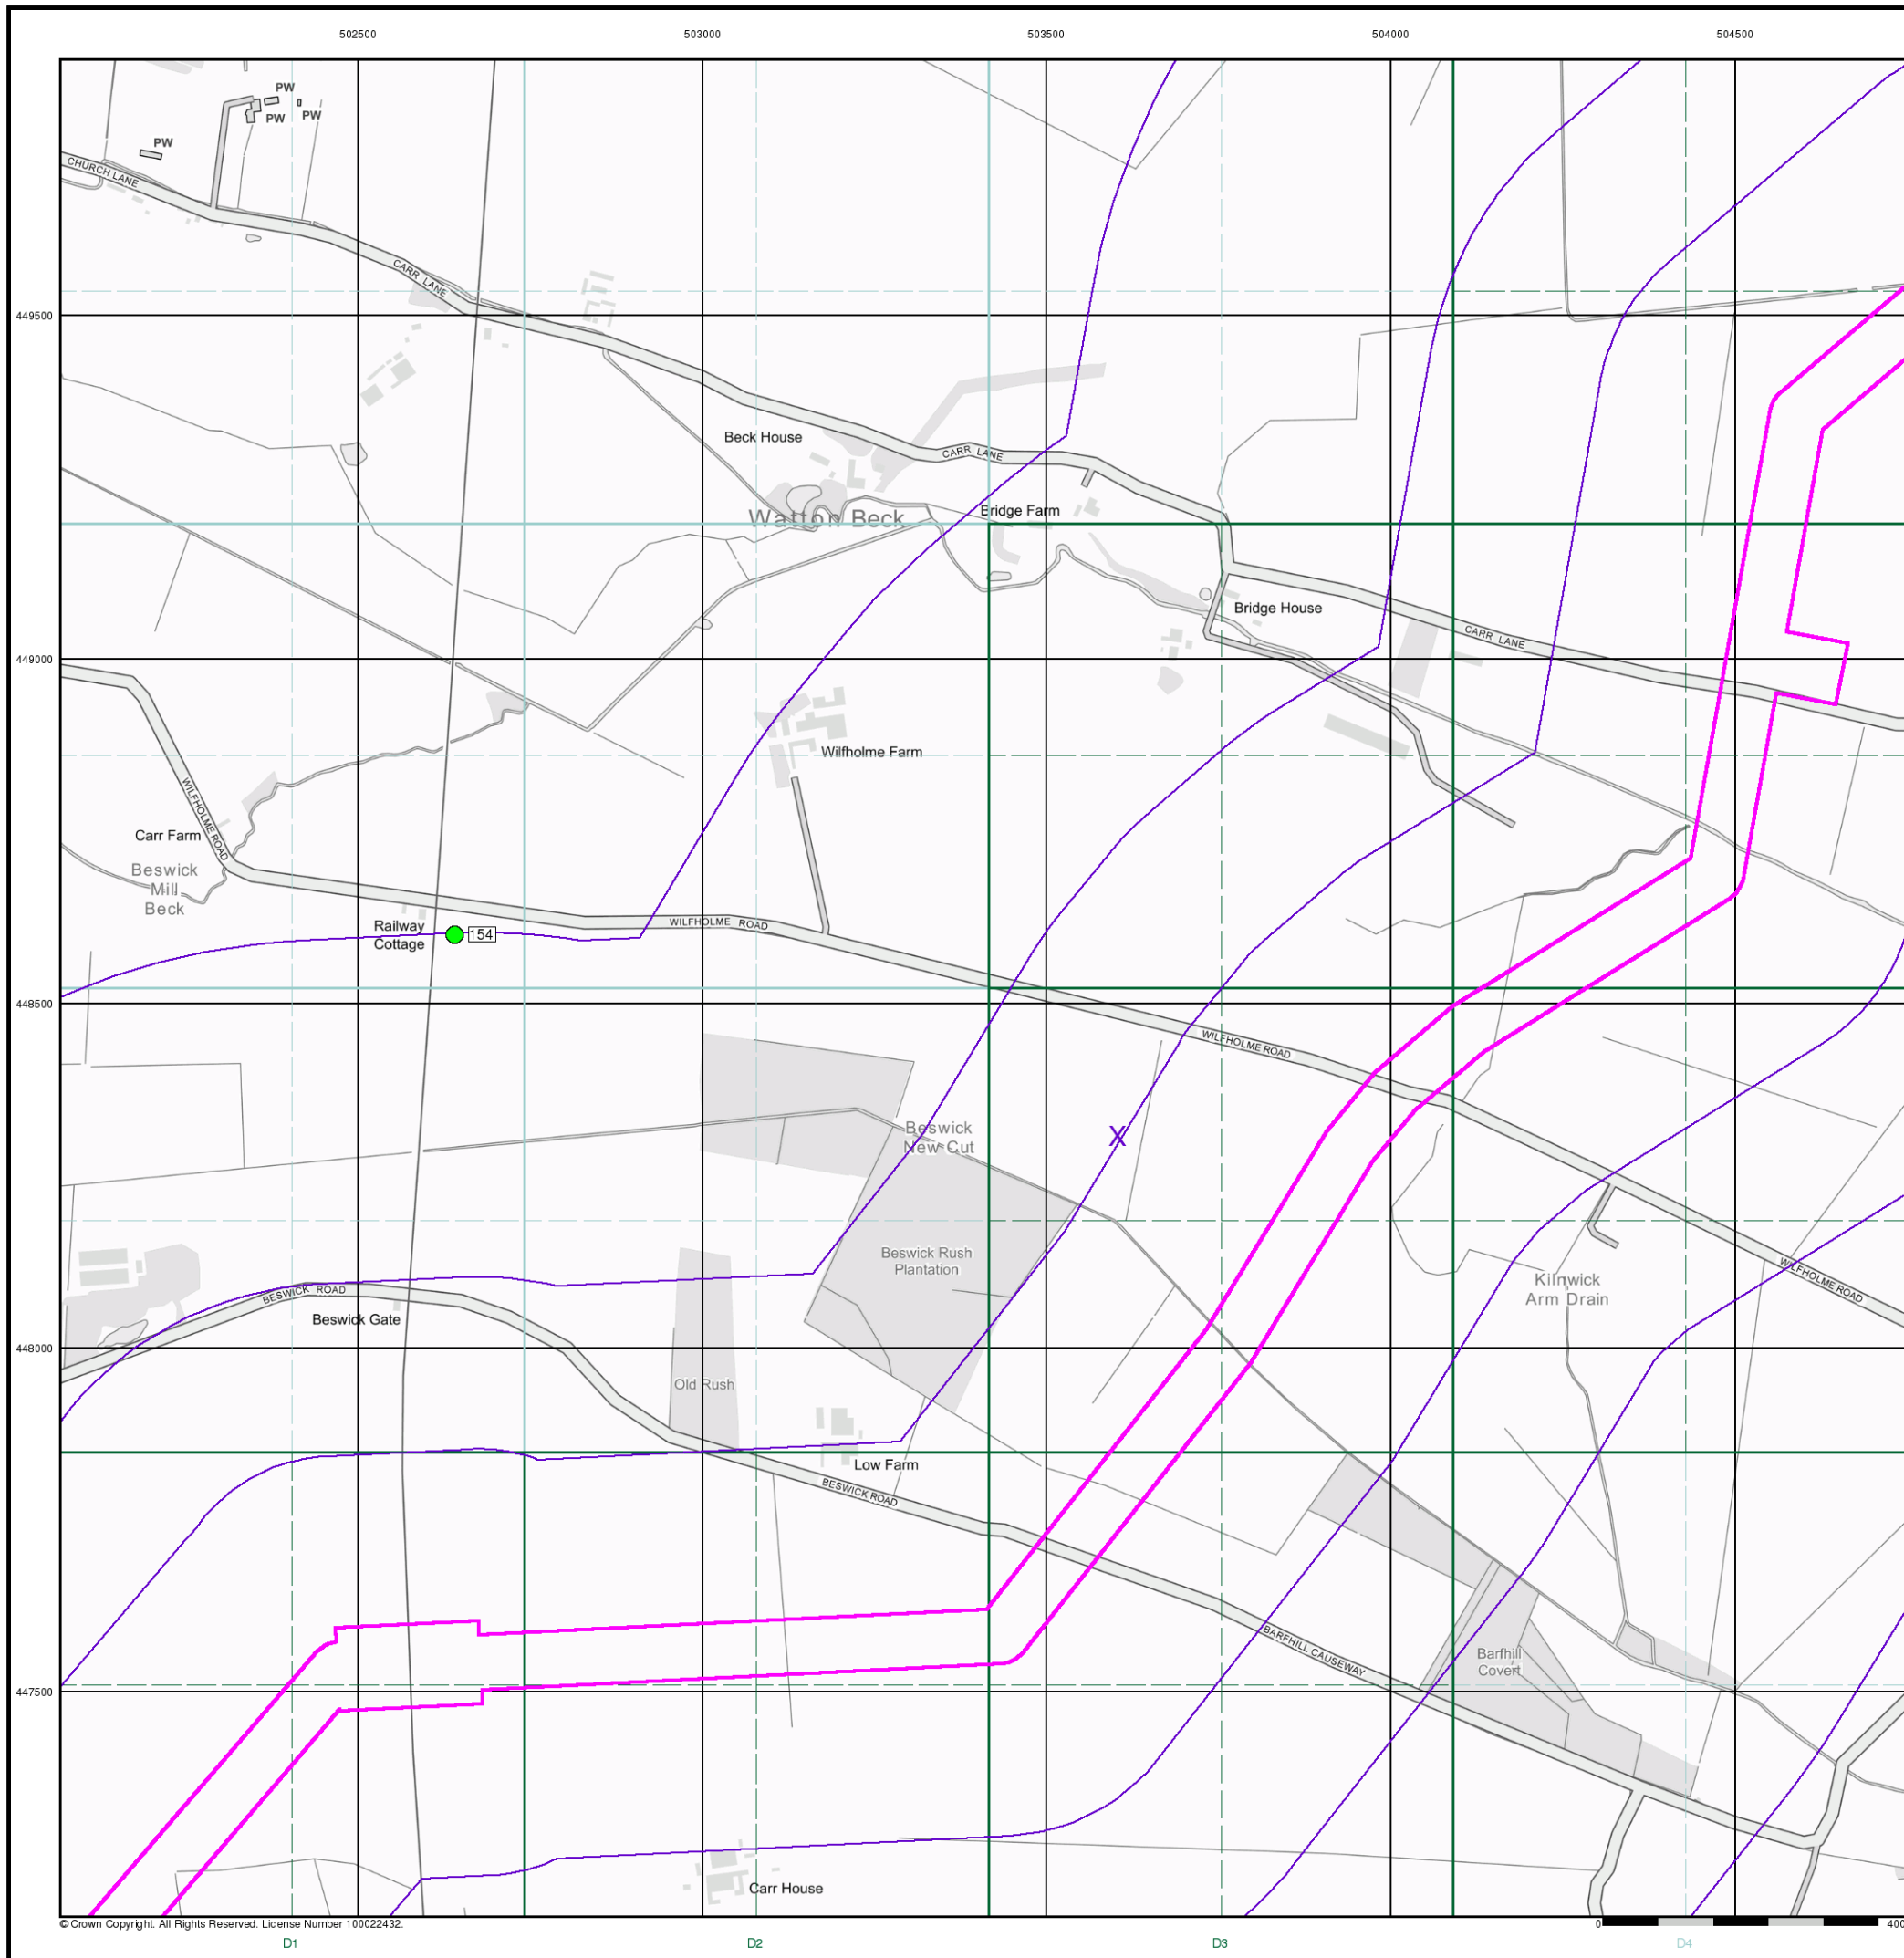 502500 503000 503500 504000 504500
PW
PW PW
PW
CHURCH LANE
CARR LANE
449500
Beck House
CARR LANE
Bridge Farm
Watton Beck
Bridge House
CARR LANE
449000
Wilfholme Farm
WILFHOLME ROAD
Carr Farm
Beswick
Mill
Beck
Railway
Cottage
154
WILFHOLME ROAD
448500
WILFHOLME ROAD
Beswick
New Cut
X
Beswick Rush
Plantation
WILFHOLME ROAD
Kilnwick
Arm Drain
BESWICK ROAD
Beswick Gate
448000
Old Rush
Low Farm
BESWICK ROAD
BARFHILL CAUSEWAY
Barfhill
Covert
447500
Carr House
© Crown Copyright. All Rights Reserved. License Number 100022432.
0 400
D1 D2 D3 D4